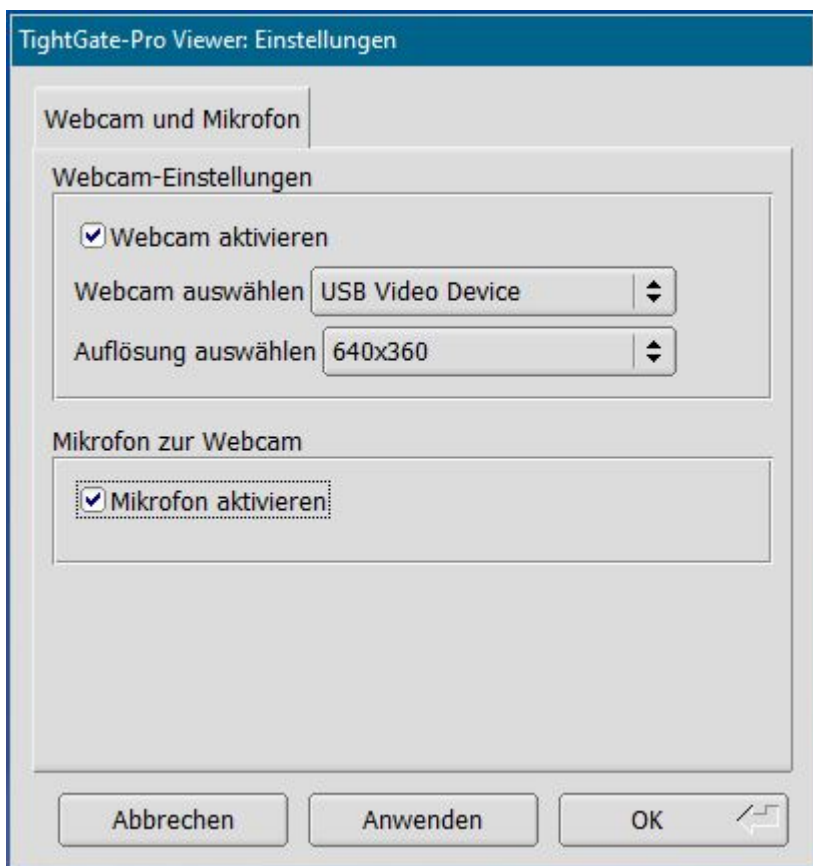 TightGate-Pro Viewer: Einstellungen
Webcam und Mikrofon
Webcam-Einstellungen
Webcam aktivieren
Webcam auswählen USB Video Device
Auflösung auswählen 640x360
Mikrofon zur Webcam
Mikrofon aktivieren
Abbrechen Anwenden OK